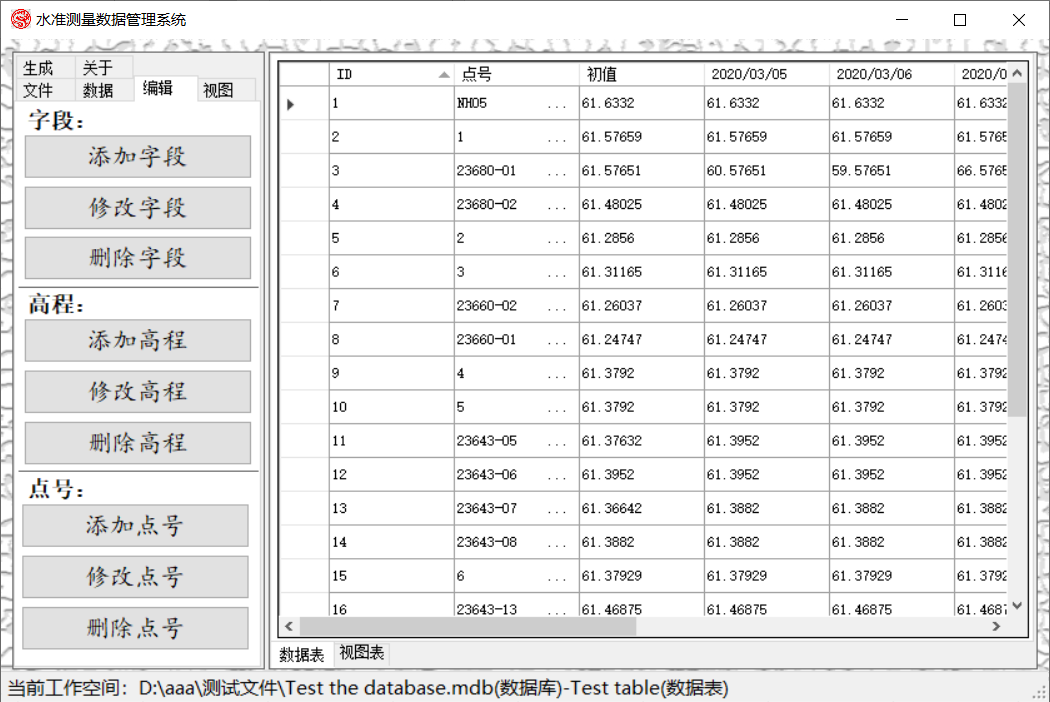 水准测量数据管理系统
生成 关于
文件 数据 编辑 视图
字段：
添加字段
修改字段
删除字段
高程：
添加高程
修改高程
删除高程
点号：
添加点号
修改点号
删除点号
ID 点号 初值 2020/03/05 2020/03/06 2020/0
1 NH05 ... 61.6332 61.6332 61.6332 61.6332
2 1 ... 61.57659 61.57659 61.57659 61.5765
3 23680-01 ... 61.57651 60.57651 59.57651 66.5765
4 23680-02 ... 61.48025 61.48025 61.48025 61.4802
5 2 ... 61.2856 61.2856 61.2856 61.2856
6 3 ... 61.31165 61.31165 61.31165 61.3116
7 23660-02 ... 61.26037 61.26037 61.26037 61.2603
8 23660-01 ... 61.24747 61.24747 61.24747 61.2474
9 4 ... 61.3792 61.3792 61.3792 61.3792
10 5 ... 61.3792 61.3792 61.3792 61.3792
11 23643-05 ... 61.37632 61.3952 61.3952 61.3952
12 23643-06 ... 61.3952 61.3952 61.3952 61.3952
13 23643-07 ... 61.36642 61.3882 61.3882 61.3882
14 23643-08 ... 61.3882 61.3882 61.3882 61.3882
15 6 ... 61.37929 61.37929 61.37929 61.3792
16 23643-13 ... 61.46875 61.46875 61.46875 61.4687
数据表 视图表
当前工作空间：D:\aaa\测试文件\Test the database.mdb(数据库)-Test table(数据表)